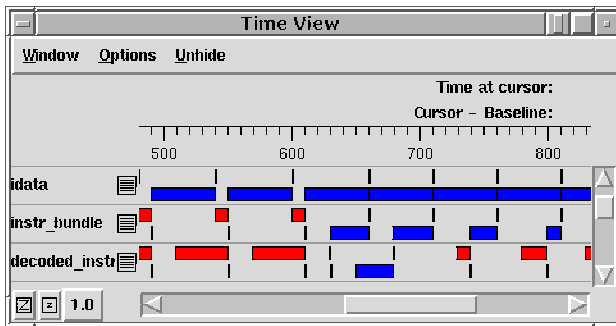 Time View
Window Options Unhide
Time at cursor:
Cursor - Baseline:
500 600 700 800
idata
instr_bundle
decoded_instr
1.0